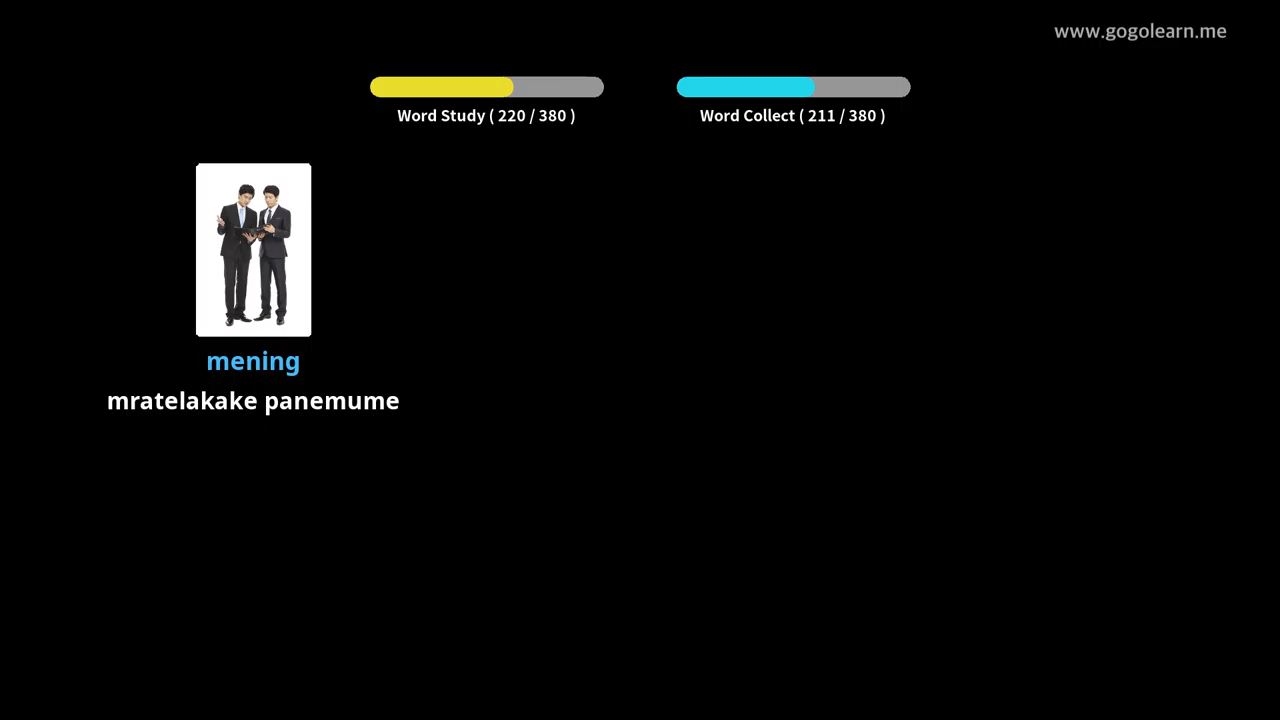 www.gogolearn.me
Word Study ( 220 / 380 )
Word Collect ( 211 / 380 )
mening
mratelakake panemume